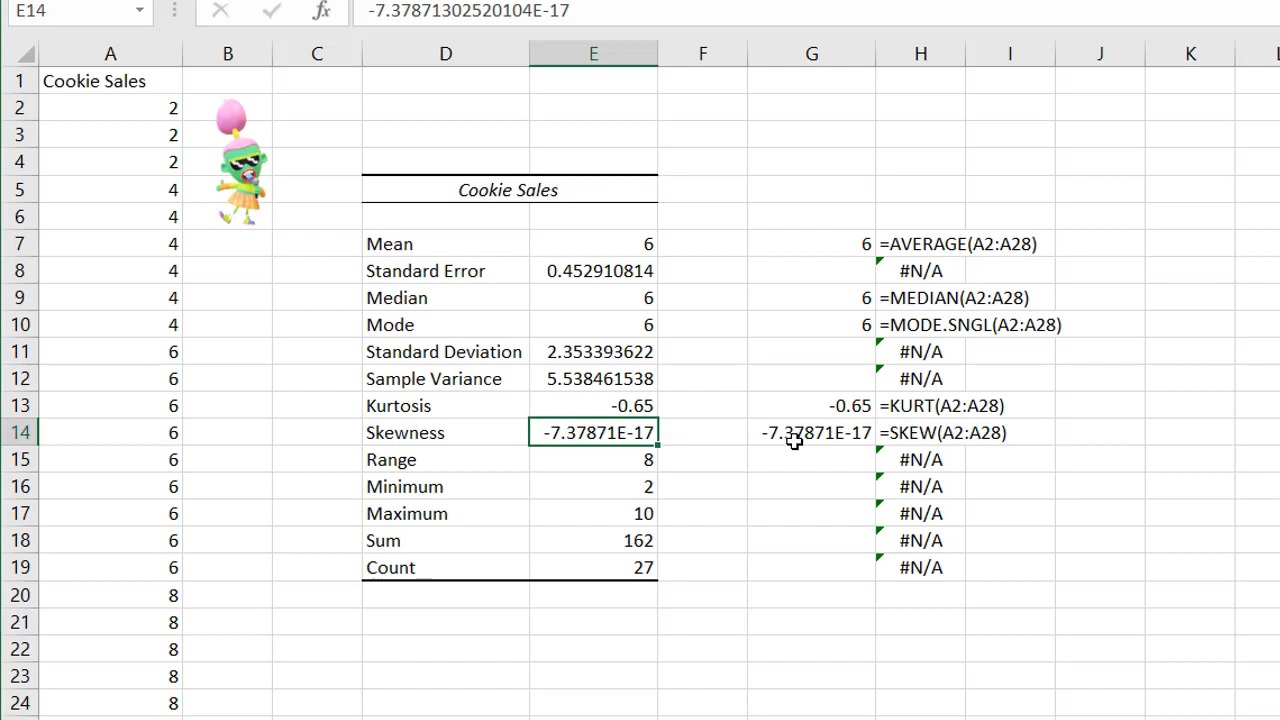 E14 fx -7.37871302520104E-17
A B C D E F G H I J K L
1 Cookie Sales
2 2
3 2
4 2
5 4 Cookie Sales
6 4
7 4 Mean 6 6 =AVERAGE(A2:A28)
8 4 Standard Error 0.452910814 #N/A
9 4 Median 6 6 =MEDIAN(A2:A28)
10 4 Mode 6 6 =MODE.SNGL(A2:A28)
11 6 Standard Deviation 2.353393622 #N/A
12 6 Sample Variance 5.538461538 #N/A
13 6 Kurtosis -0.65 -0.65 =KURT(A2:A28)
14 6 Skewness -7.37871E-17 -7.37871E-17 =SKEW(A2:A28)
15 6 Range 8 #N/A
16 6 Minimum 2 #N/A
17 6 Maximum 10 #N/A
18 6 Sum 162 #N/A
19 6 Count 27 #N/A
20 8
21 8
22 8
23 8
24 8